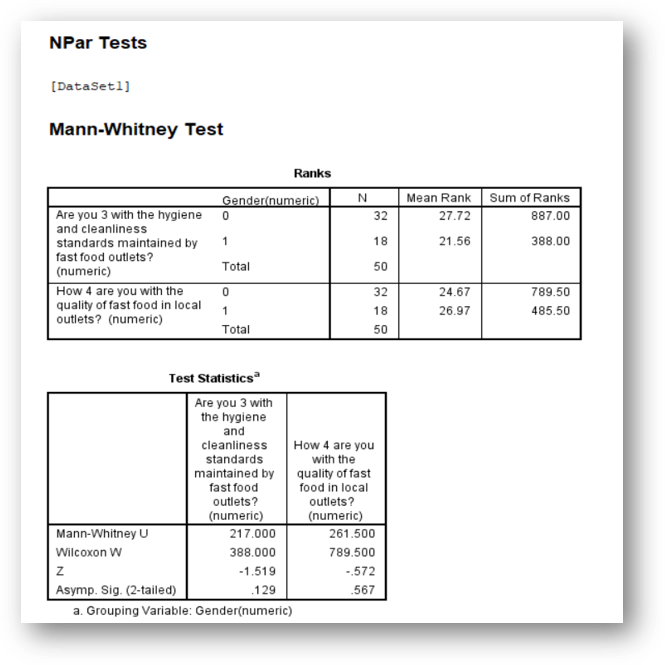 NPar Tests
[DataSet1]
Mann-Whitney Test
Ranks
Gender(numeric) N Mean Rank Sum of Ranks
Are you 3 with the hygiene
and cleanliness
standards maintained by
fast food outlets?
(numeric)
0 32 27.72 887.00
1 18 21.56 388.00
Total 50
How 4 are you with the
quality of fast food in local
outlets? (numeric)
0 32 24.67 789.50
1 18 26.97 485.50
Total 50
Test Statisticsa
Are you 3 with
the hygiene
and
cleanliness
standards
maintained by
fast food
outlets?
(numeric)
How 4 are you
with the
quality of fast
food in local
outlets?
(numeric)
Mann-Whitney U 217.000 261.500
Wilcoxon W 388.000 789.500
Z -1.519 -.572
Asymp. Sig. (2-tailed) .129 .567
a. Grouping Variable: Gender(numeric)